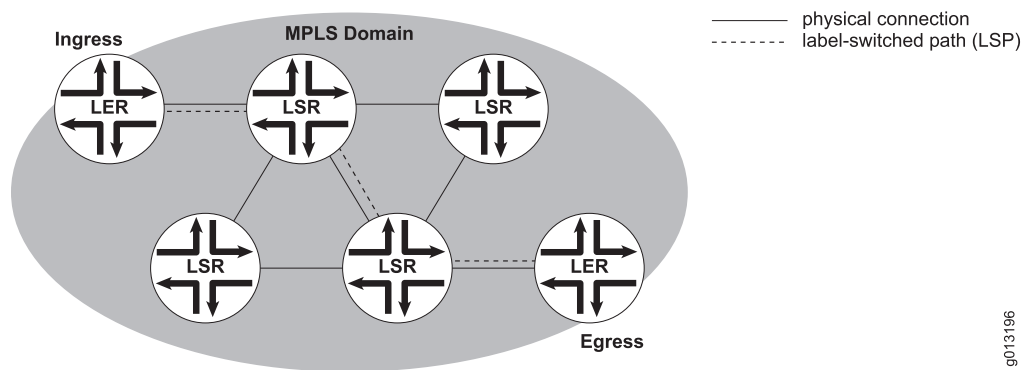 Ingress
MPLS Domain
physical connection
label-switched path (LSP)
LER
LSR
LSR
LSR
LSR
LER
Egress
g013196